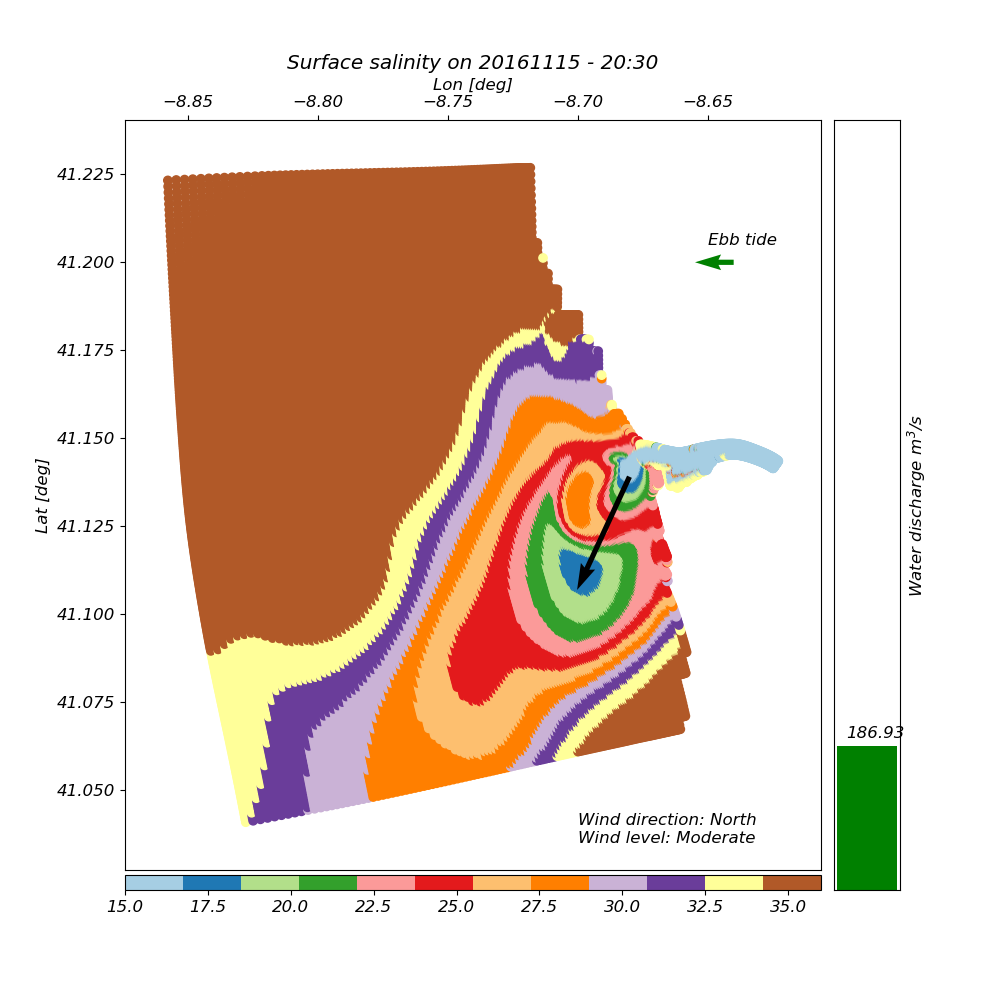 Surface salinity on 20161115 - 20:30
Lon [deg]
−8.85 −8.80 −8.75 −8.70 −8.65
41.225
41.200
41.175
41.150
41.125
41.100
41.075
41.050
Lat [deg]
Ebb tide
Wind direction: North
Wind level: Moderate
186.93
Water discharge m³/s
15.0 17.5 20.0 22.5 25.0 27.5 30.0 32.5 35.0